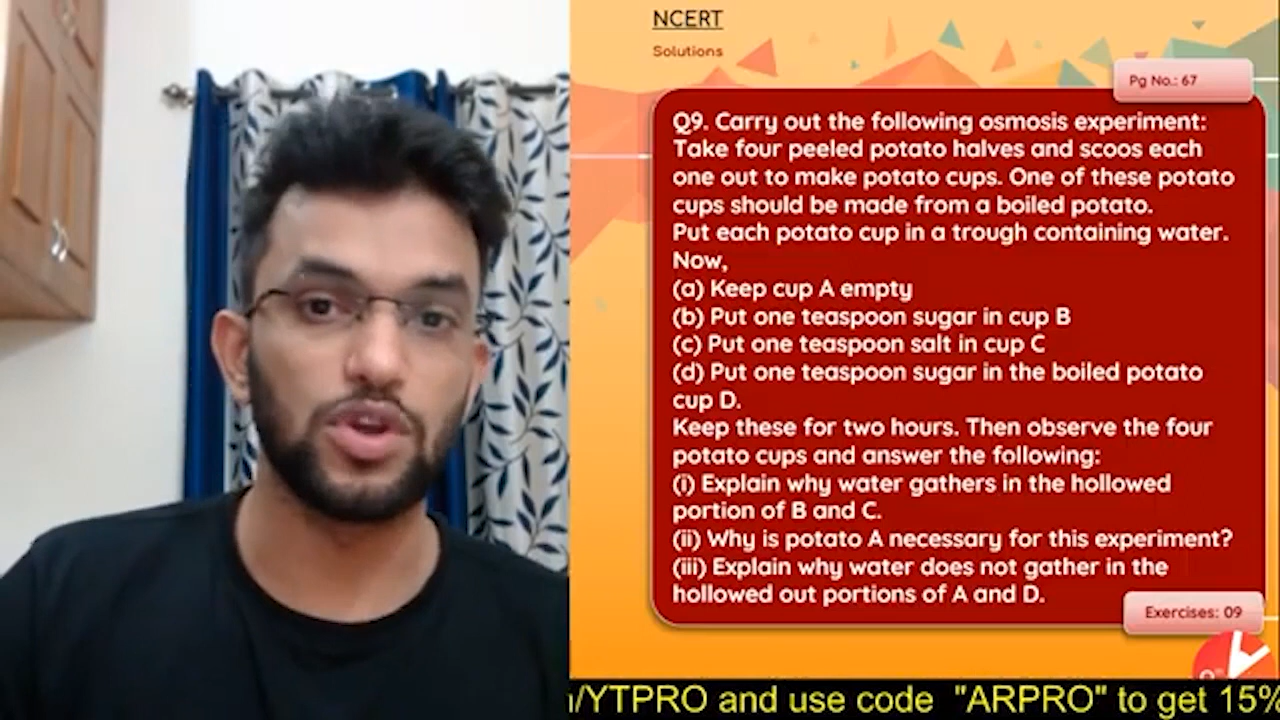 NCERT
Solutions
Pg No.: 67
Q9. Carry out the following osmosis experiment:
Take four peeled potato halves and scoos each
one out to make potato cups. One of these potato
cups should be made from a boiled potato.
Put each potato cup in a trough containing water.
Now,
(a) Keep cup A empty
(b) Put one teaspoon sugar in cup B
(c) Put one teaspoon salt in cup C
(d) Put one teaspoon sugar in the boiled potato
cup D.
Keep these for two hours. Then observe the four
potato cups and answer the following:
(i) Explain why water gathers in the hollowed
portion of B and C.
(ii) Why is potato A necessary for this experiment?
(iii) Explain why water does not gather in the
hollowed out portions of A and D.
Exercises: 09
/YTPRO and use code "ARPRO" to get 15%